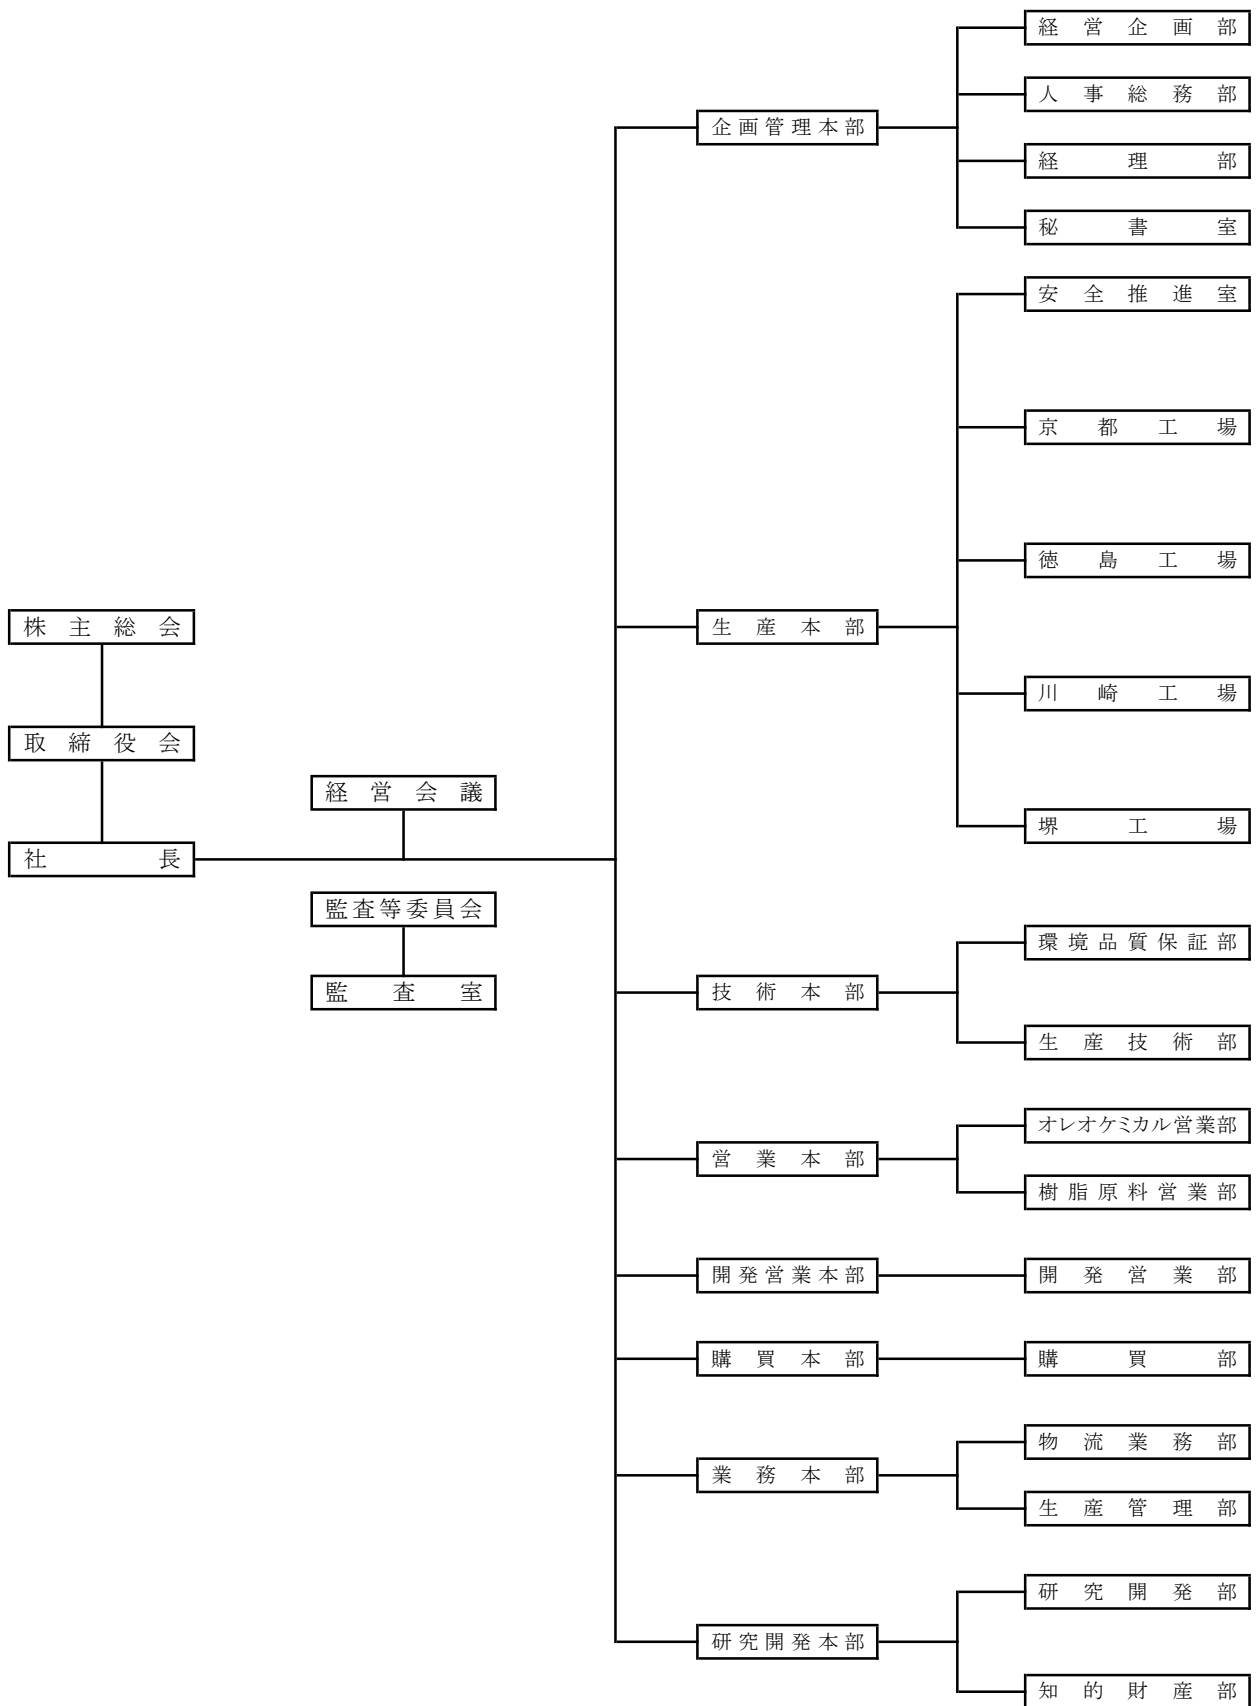 株主総会
取締役会
社長
経営会議
監査等委員会
監査室
企画管理本部
経営企画部
人事総務部
経理部
秘書室
生産本部
安全推進室
京都工場
徳島工場
川崎工場
堺工場
技術本部
環境品質保証部
生産技術部
営業本部
オレオケミカル営業部
樹脂原料営業部
開発営業本部
開発営業部
購買本部
購買部
業務本部
物流業務部
生産管理部
研究開発本部
研究開発部
知的財産部